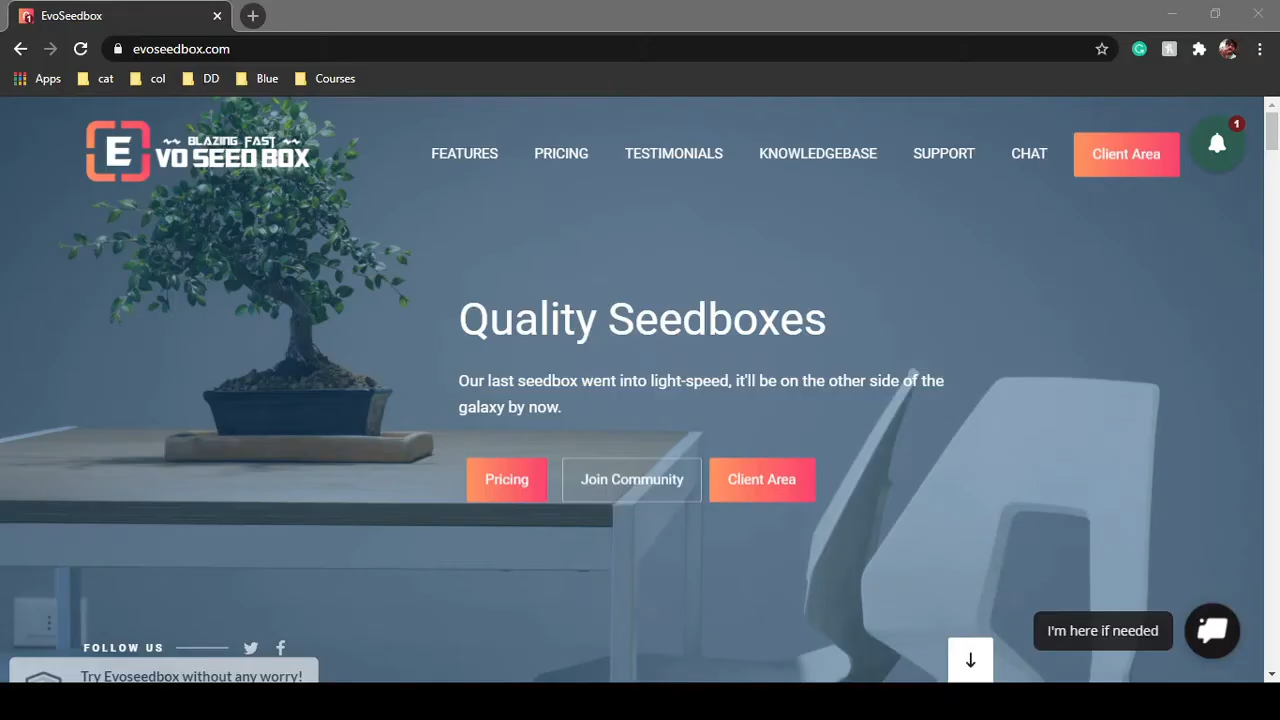 EvoSeedbox
evoseedbox.com
Apps
cat
col
DD
Blue
Courses
E
BLAZING FAST
VO SEED BOX
FEATURES
PRICING
TESTIMONIALS
KNOWLEDGEBASE
SUPPORT
CHAT
Client Area
1
Quality Seedboxes
Our last seedbox went into light-speed, it'll be on the other side of the
galaxy by now.
Pricing
Join Community
Client Area
I'm here if needed
FOLLOW US
Try Evoseedbox without any worry!